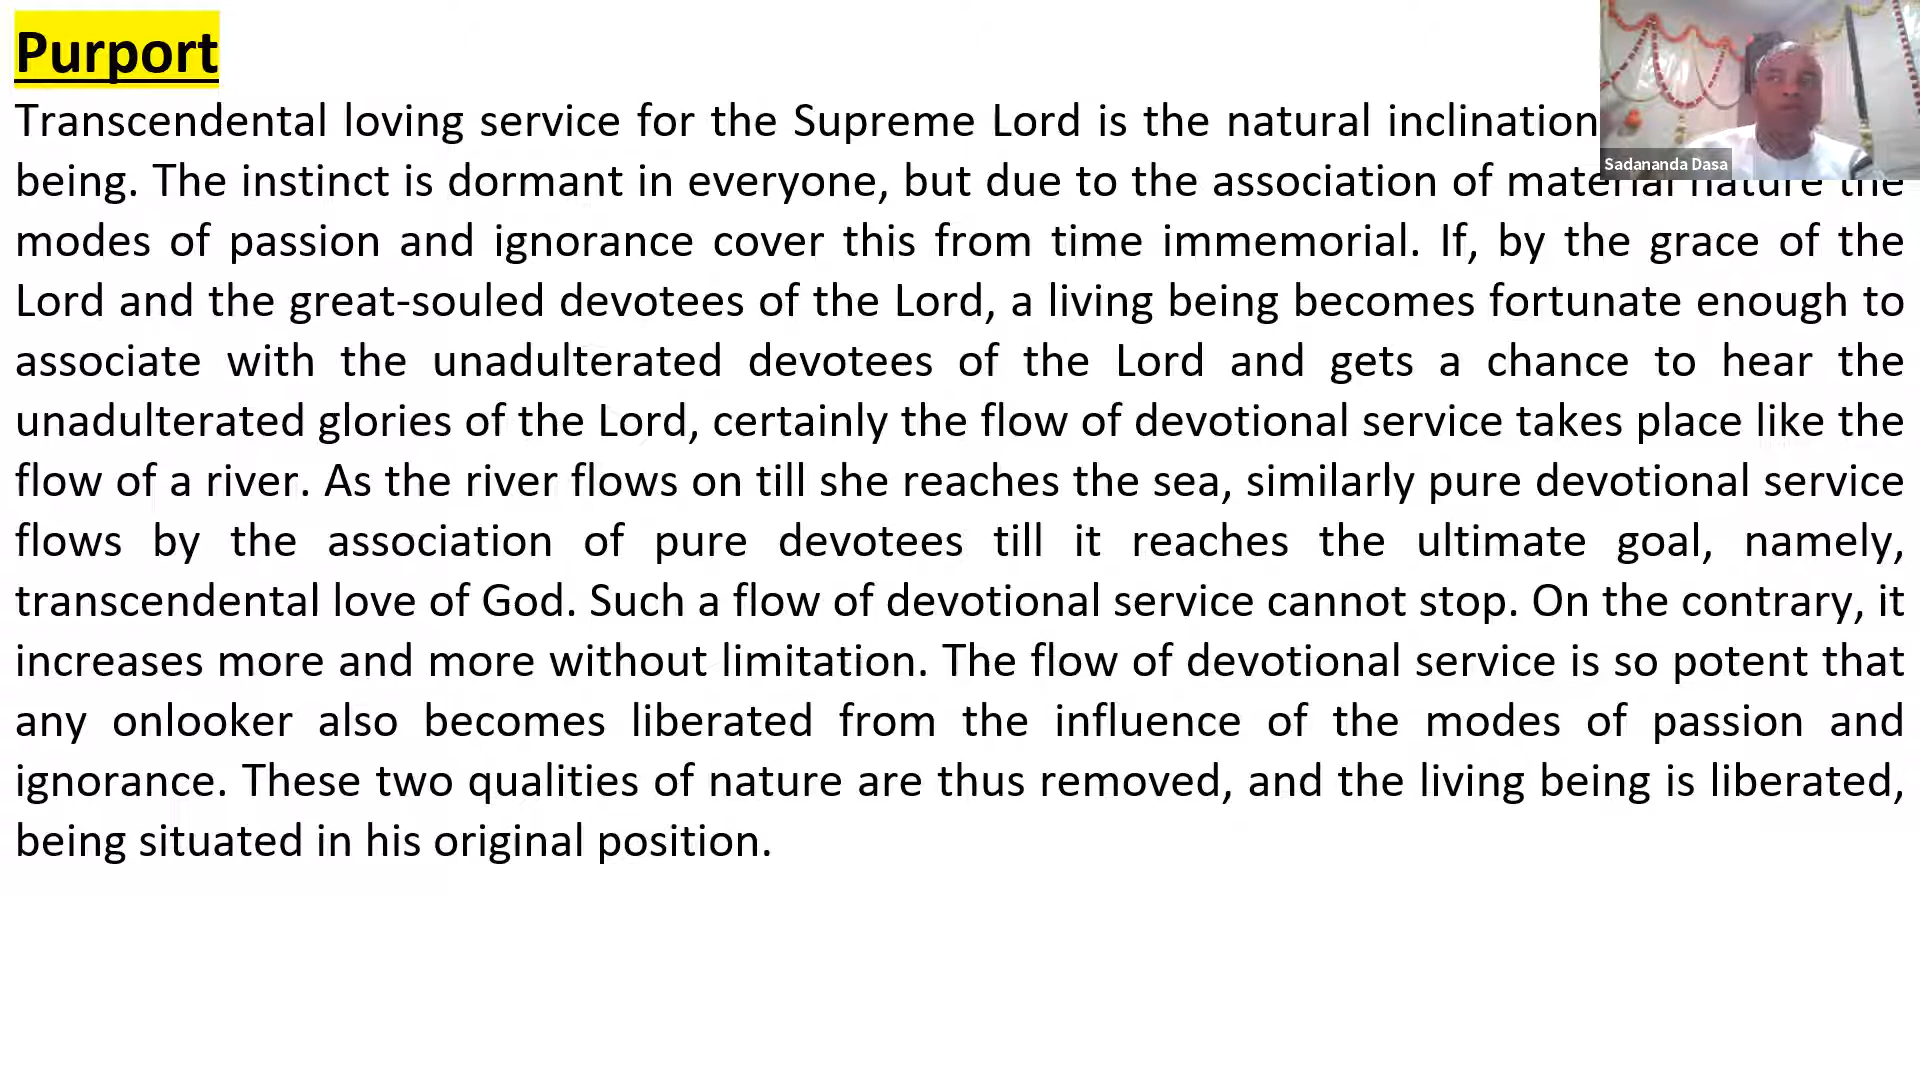 Purport
Transcendental loving service for the Supreme Lord is the natural inclination
Sadananda Dasa
being. The instinct is dormant in everyone, but due to the association of material nature the
modes of passion and ignorance cover this from time immemorial. If, by the grace of the
Lord and the great-souled devotees of the Lord, a living being becomes fortunate enough to
associate with the unadulterated devotees of the Lord and gets a chance to hear the
unadulterated glories of the Lord, certainly the flow of devotional service takes place like the
flow of a river. As the river flows on till she reaches the sea, similarly pure devotional service
flows by the association of pure devotees till it reaches the ultimate goal, namely,
transcendental love of God. Such a flow of devotional service cannot stop. On the contrary, it
increases more and more without limitation. The flow of devotional service is so potent that
any onlooker also becomes liberated from the influence of the modes of passion and
ignorance. These two qualities of nature are thus removed, and the living being is liberated,
being situated in his original position.